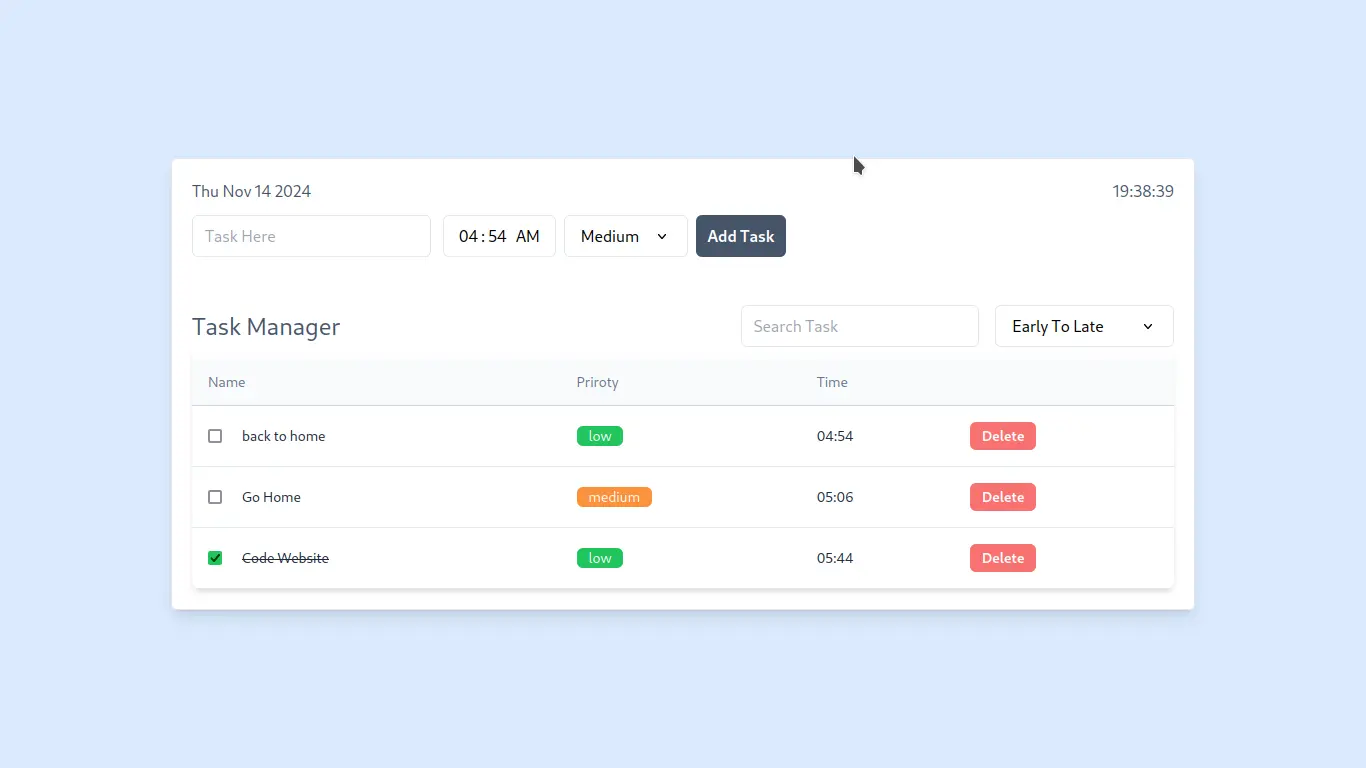 Thu Nov 14 2024 19:38:39
Task Here 04:54 AM Medium Add Task
Task Manager Search Task Early To Late
Name Priroty Time
back to home low 04:54 Delete
Go Home medium 05:06 Delete
Code Website low 05:44 Delete